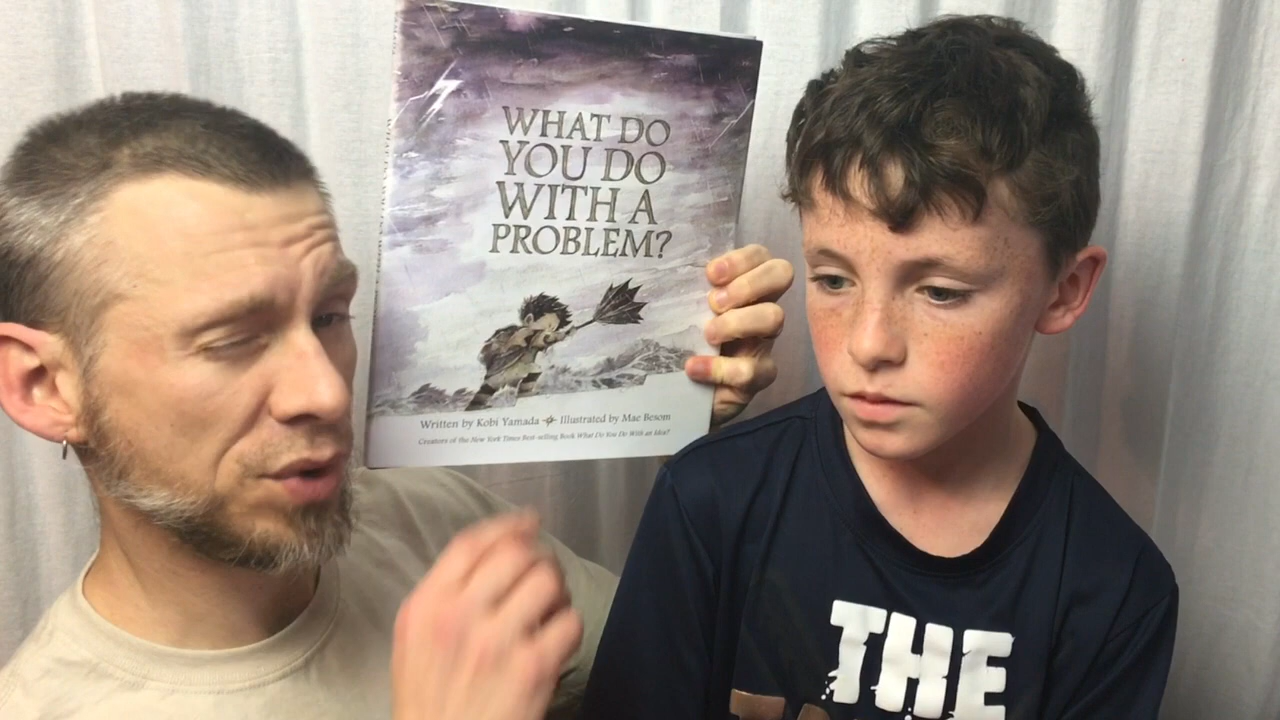 WHAT DO
YOU DO
WITH A
PROBLEM?
Written by Kobi Yamada Illustrated by Mae Besom
Creators of the New York Times Best-selling Book What Do You Do With an Idea?
THE